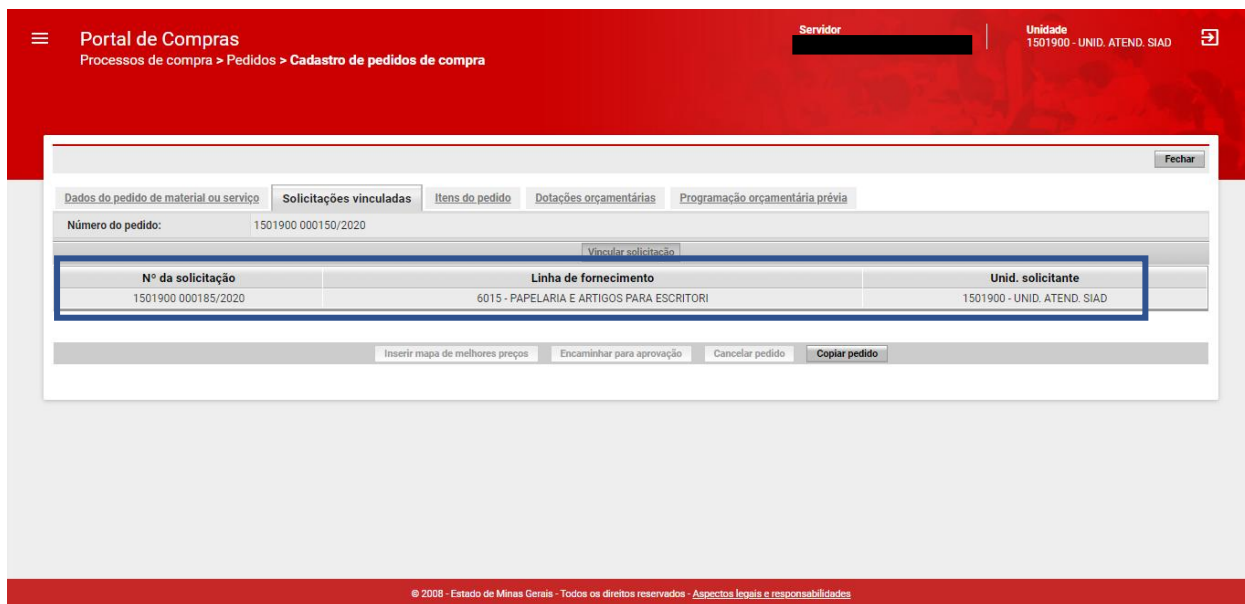 Portal de Compras
Processos de compra > Pedidos > Cadastro de pedidos de compra
Servidor
Unidade
1501900 - UNID. ATEND. SIAD
Fechar
Dados do pedido de material ou serviço Solicitações vinculadas Itens do pedido Dotações orçamentárias Programação orçamentária prévia
Número do pedido: 1501900 000150/2020
Vincular solicitação
Nº da solicitação Linha de fornecimento Unid. solicitante
1501900 000185/2020 6015 - PAPELARIA E ARTIGOS PARA ESCRITORI 1501900 - UNID. ATEND. SIAD
Inserir mapa de melhores preços Encaminhar para aprovação Cancelar pedido Copiar pedido
© 2008 - Estado de Minas Gerais - Todos os direitos reservados - Aspectos legais e responsabilidades